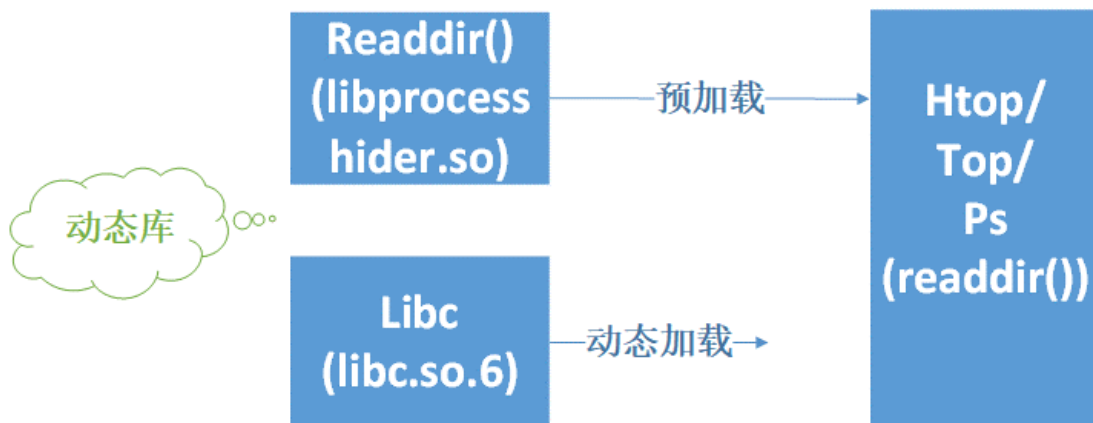 Readdir()
(libprocess
hider.so)
预加载
Htop/
Top/
Ps
(readdir())
动态库
Libc
(libc.so.6)
动态加载